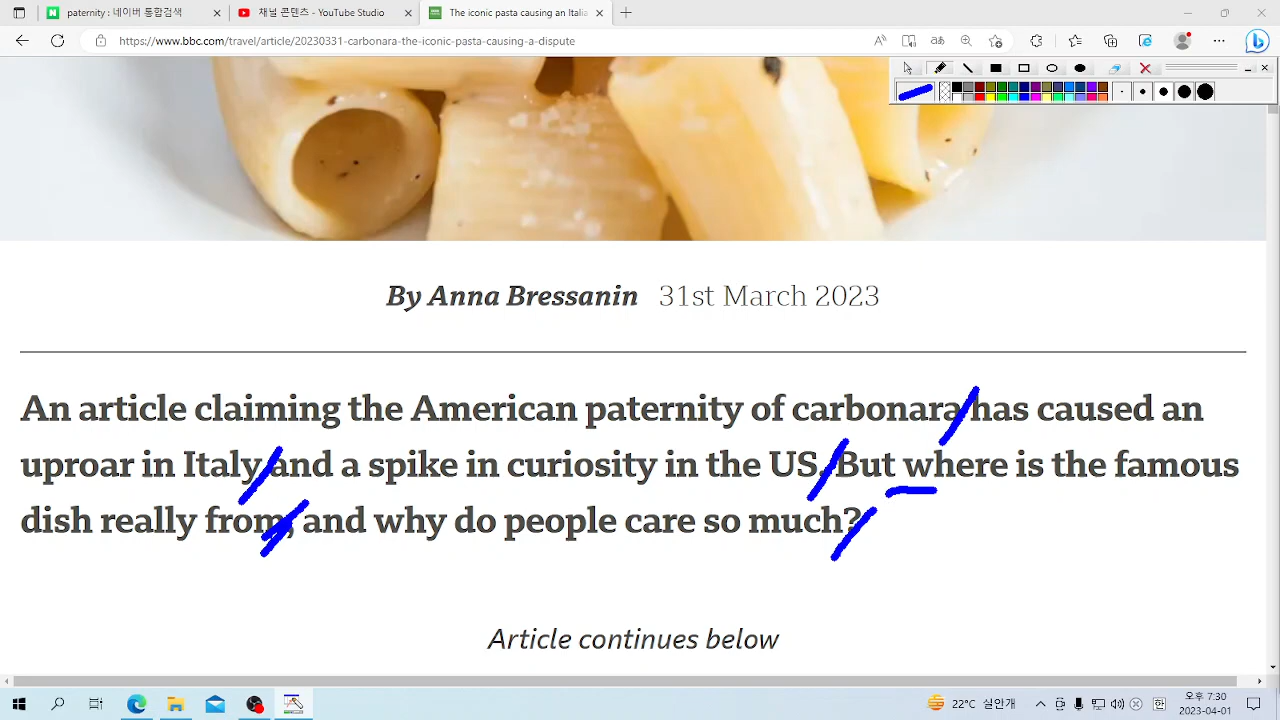 paternity : 네이버 통합검색
채널 콘텐츠 - YouTube Studio
The iconic pasta causing an Italia
https://www.bbc.com/travel/article/20230331-carbonara-the-iconic-pasta-causing-a-dispute
By Anna Bressanin 31st March 2023
An article claiming the American paternity of carbonara has caused an
uproar in Italy and a spike in curiosity in the US. But where is the famous
dish really from, and why do people care so much?
Article continues below
22°C
오후 7:30
2023-04-01